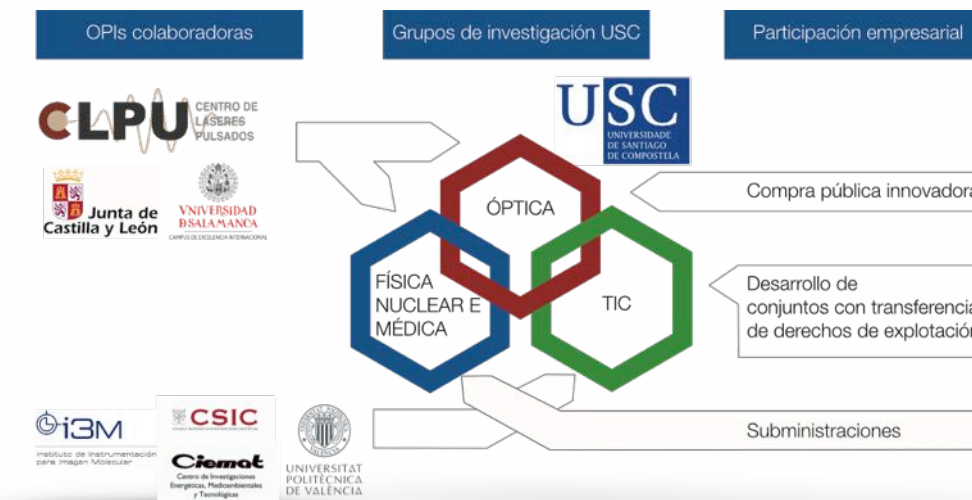 OPIs colaboradoras
Grupos de investigación USC
Participación empresarial
CLPU
CENTRO DE
LÁSERES
PULSADOS
Junta de
Castilla y León
VNIVERSIDAD
DSALAMANCA
CAMPUS DE EXCELENCIA INTERNACIONAL
USC
UNIVERSIDADE
DE SANTIAGO
DE COMPOSTELA
ÓPTICA
FÍSICA
NUCLEAR E
MÉDICA
TIC
Compra pública innovadora
Desarrollo de
conjuntos con transferencia
de derechos de explotación
Subministraciones
i3M
Instituto de Instrumentación
para Imagen Molecular
CSIC
Ciemat
Centro de Investigaciones
Energéticas, Medioambientales
y Tecnológicas
UNIVERSITAT
POLITÈCNICA
DE VALÈNCIA